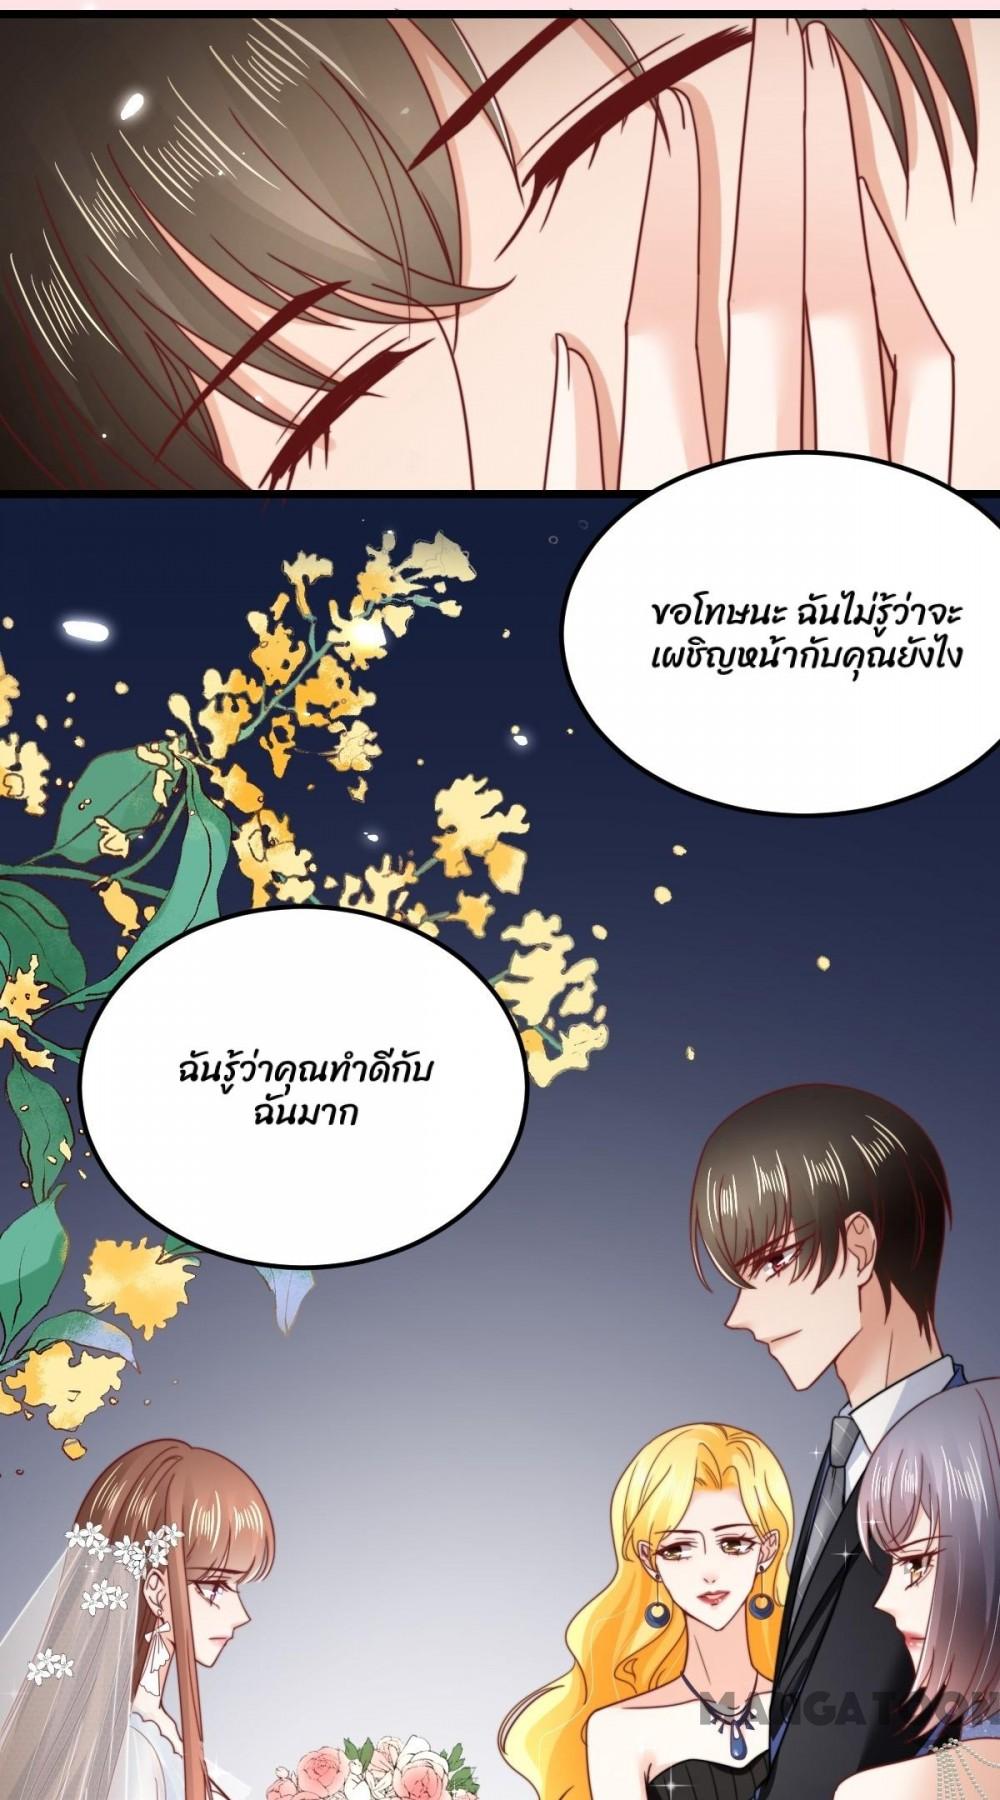 ขอโทษนะ ฉันไม่รู้ว่าจะ
เผชิญหน้ากับคุณยังไง
ฉันรู้ว่าคุณทำดีกับ
ฉันมาก
MANGATOON